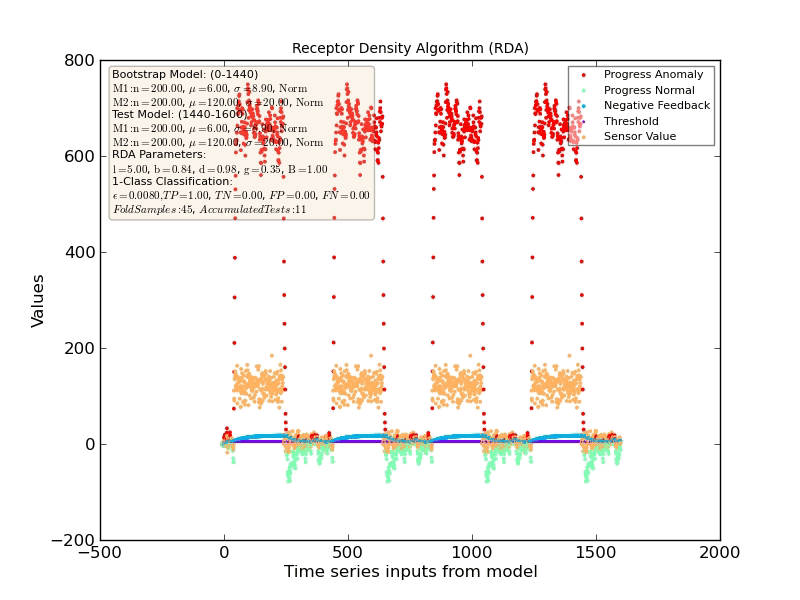 Receptor Density Algorithm (RDA)
Bootstrap Model: (0-1440)
M1:n=200.00, μ=6.00, σ=8.90, Norm
M2:n=200.00, μ=120.00, σ=20.00, Norm
Test Model: (1440-1600)
M1:n=200.00, μ=6.00, σ=8.90, Norm
M2:n=200.00, μ=120.00, σ=20.00, Norm
RDA Parameters:
l=5.00, b=0.84, d=0.98, g=0.35, B=1.00
1-Class Classification:
ϵ=0.0080,TP=1.00, TN=0.00, FP=0.00, FN=0.00
FoldSamples:45, AccumulatedTests:11
Progress Anomaly
Progress Normal
Negative Feedback
Threshold
Sensor Value
800
600
400
200
0
−200
Values
−500
0
500
1000
1500
2000
Time series inputs from model